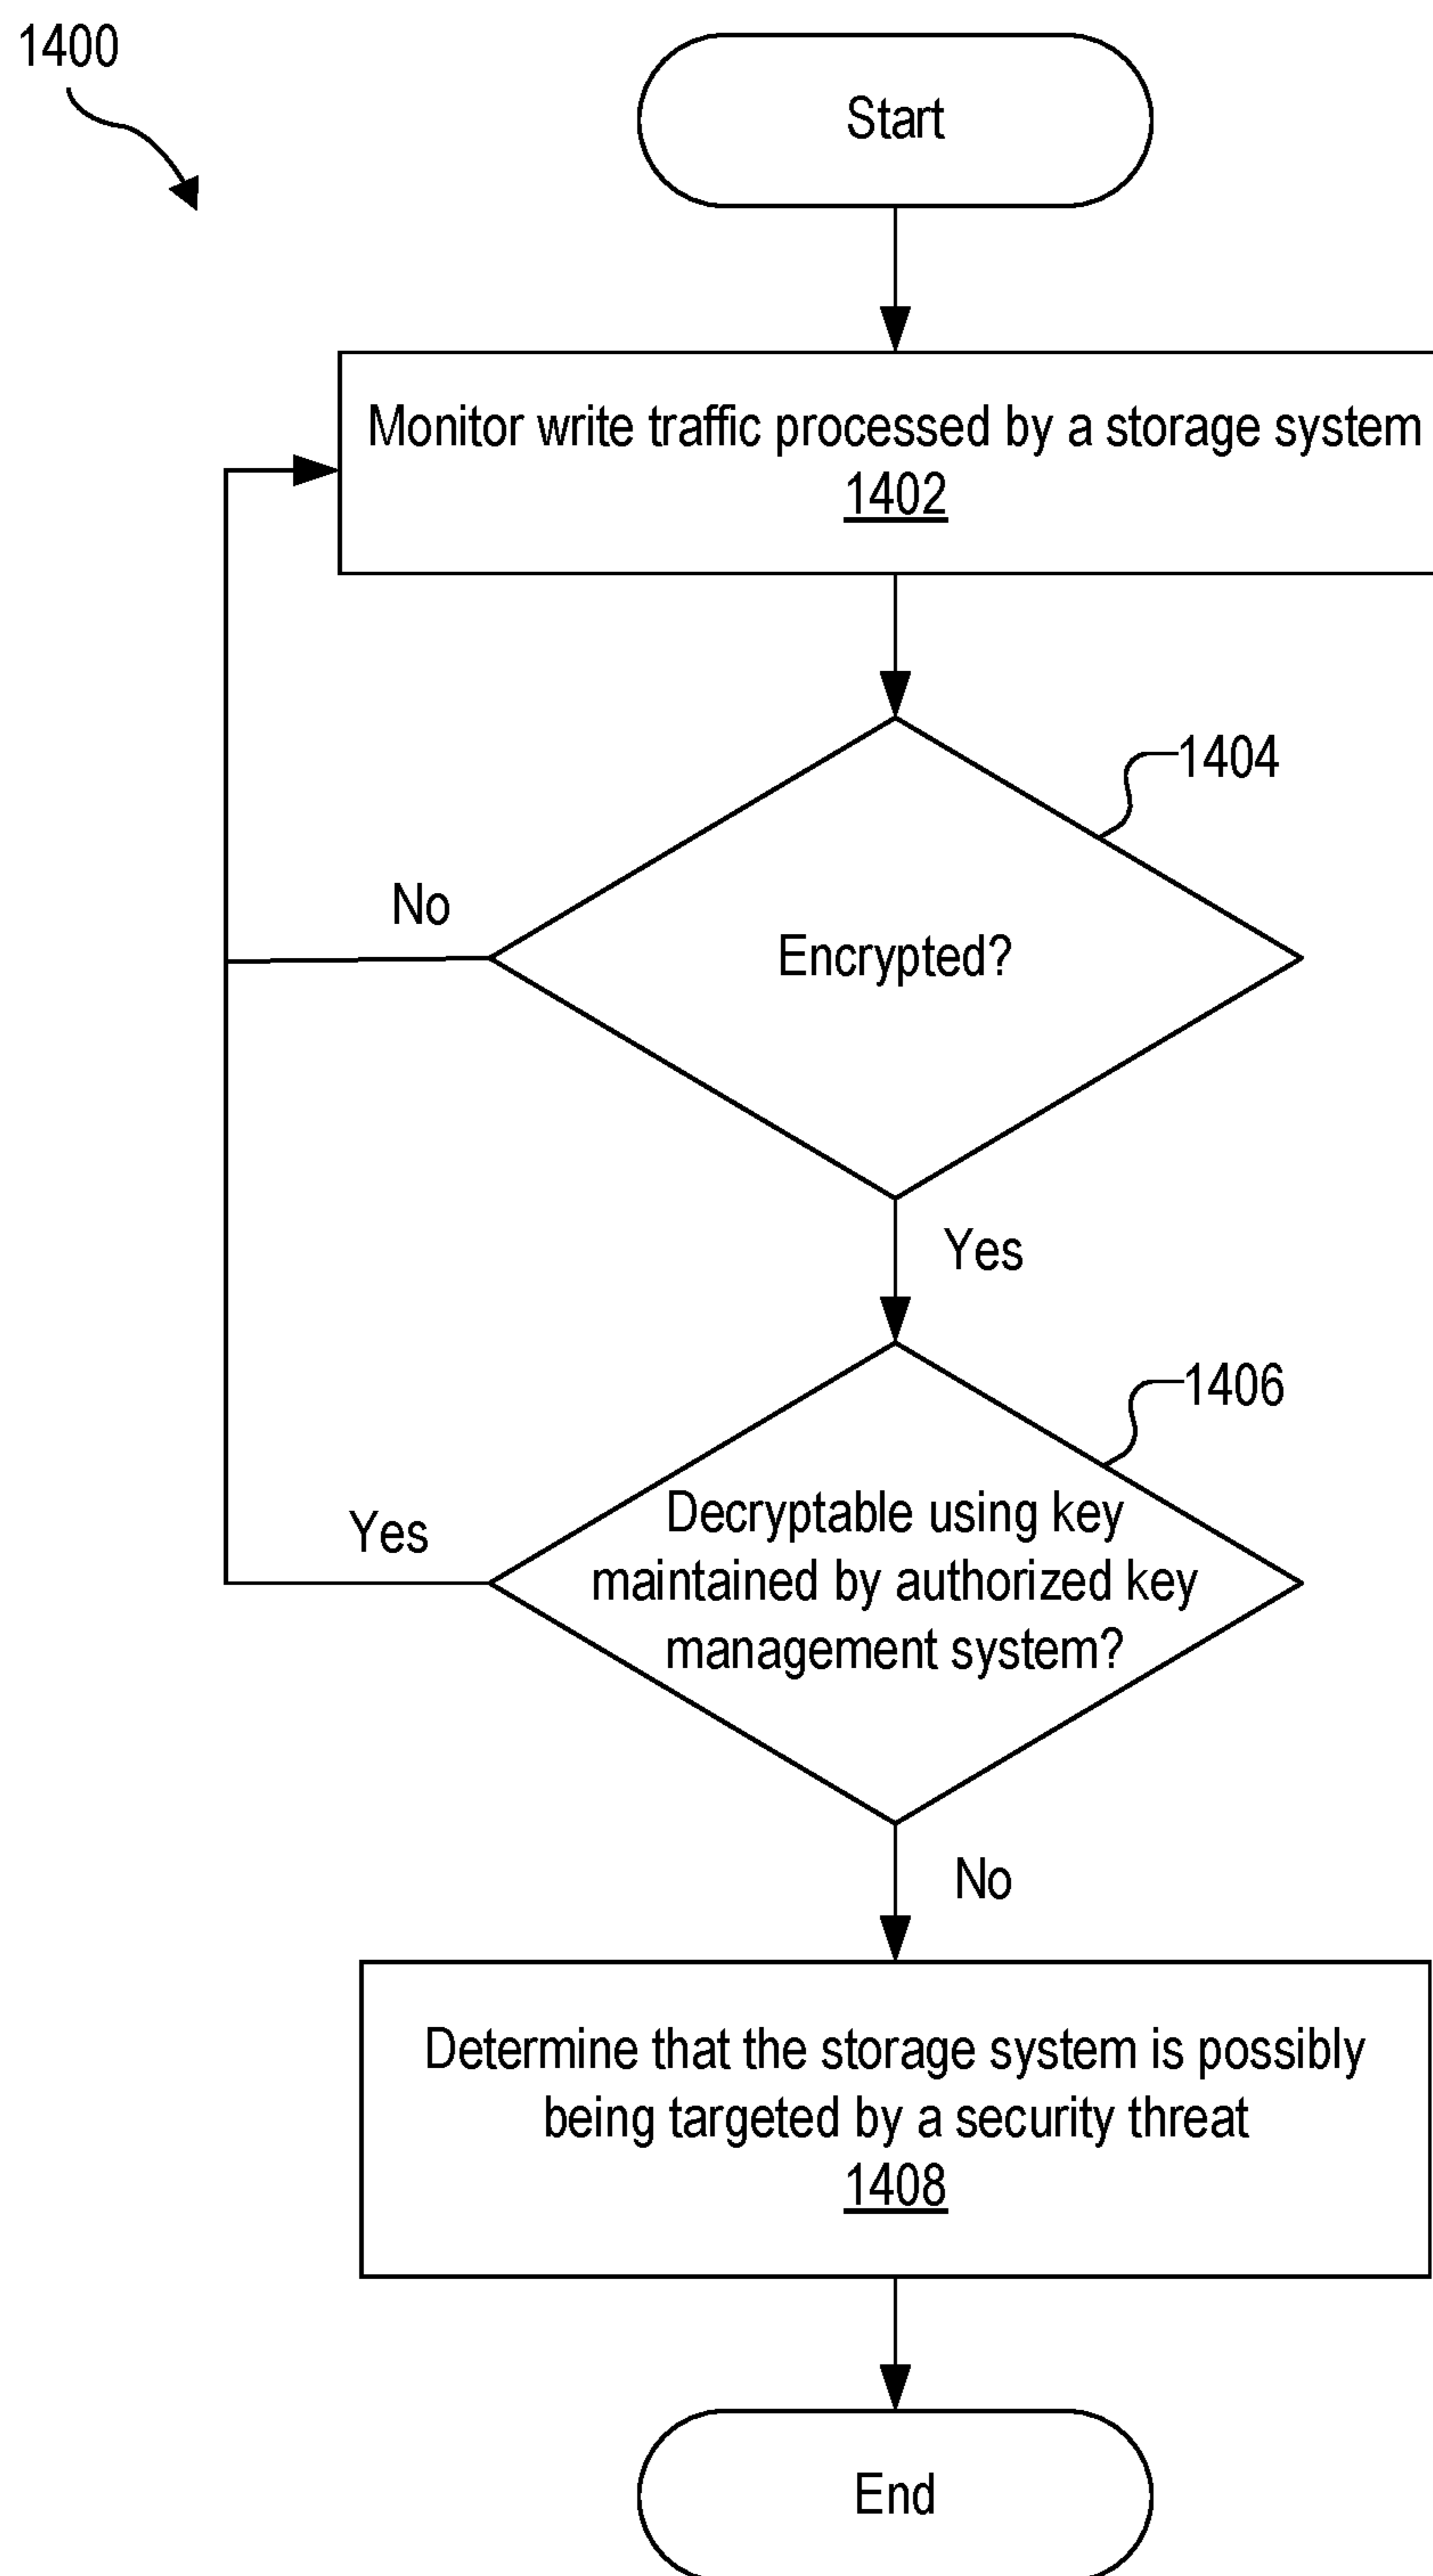 1400
Start
Monitor write traffic processed by a storage system
1402
1404
No
Encrypted?
Yes
1406
Yes
Decryptable using key
maintained by authorized key
management system?
No
Determine that the storage system is possibly
being targeted by a security threat
1408
End